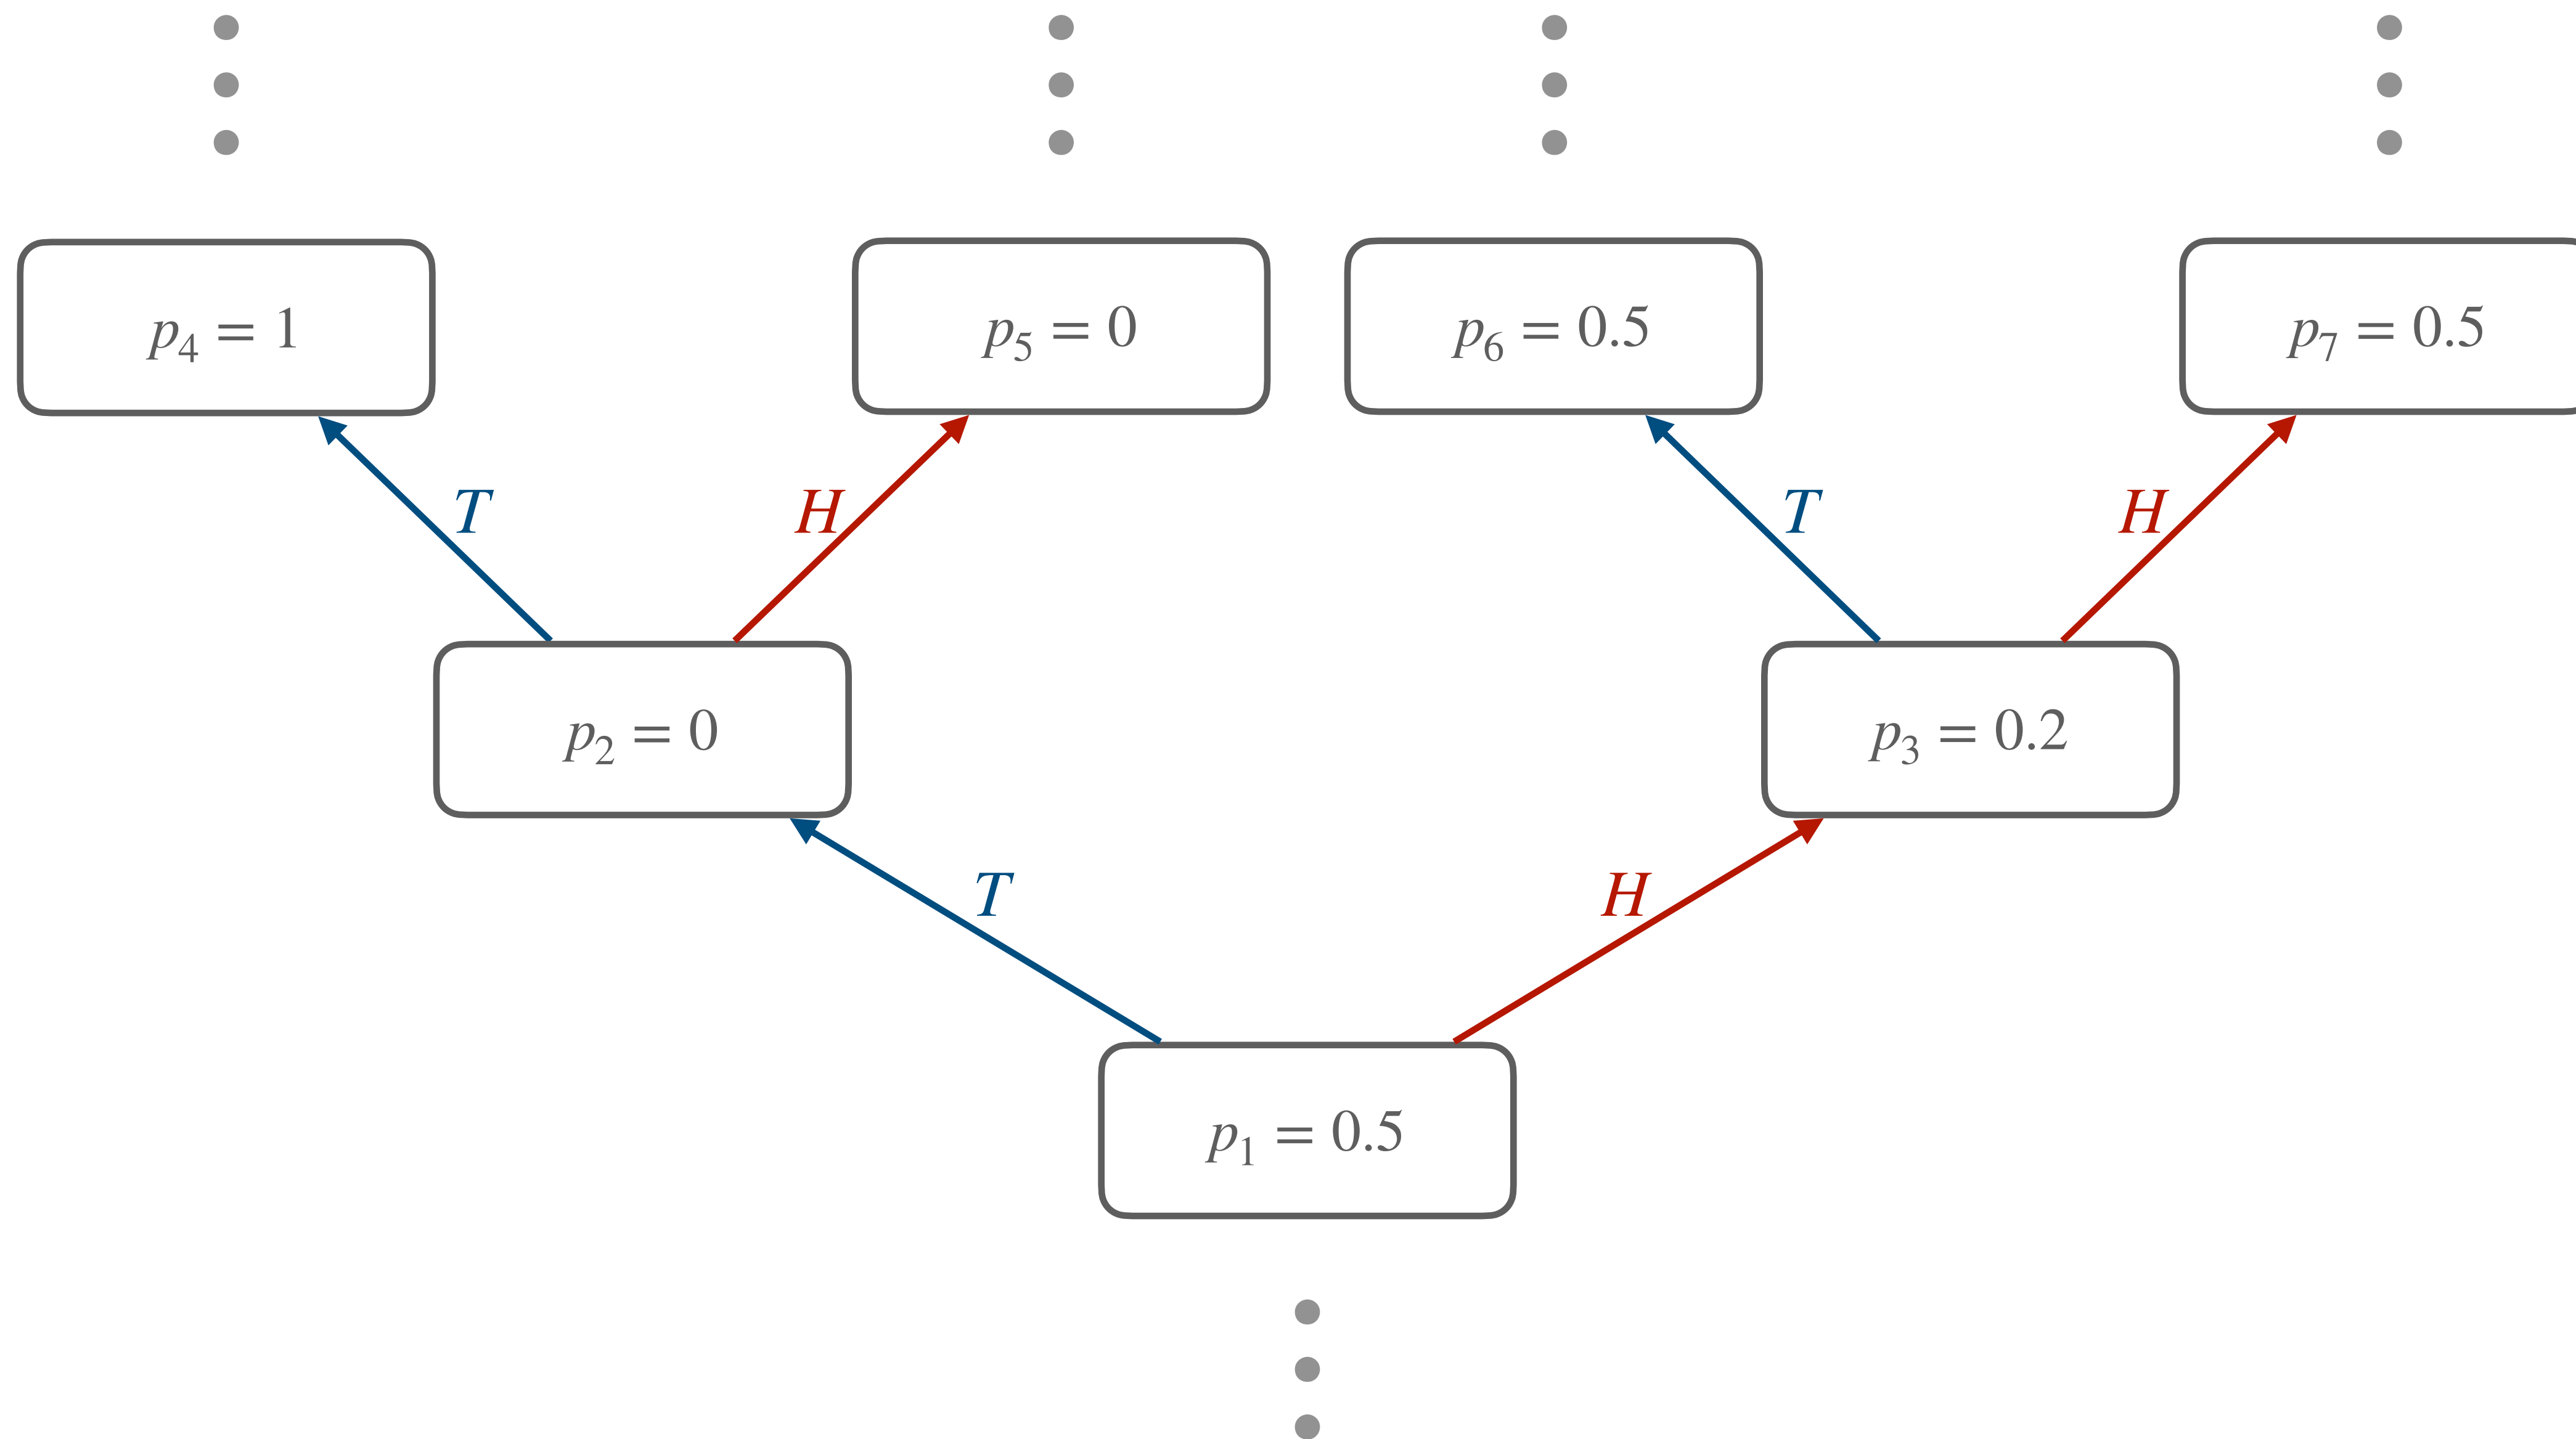 p₄ = 1
p₅ = 0
p₆ = 0.5
p₇ = 0.5
T
H
T
H
p₂ = 0
p₃ = 0.2
T
H
p₁ = 0.5